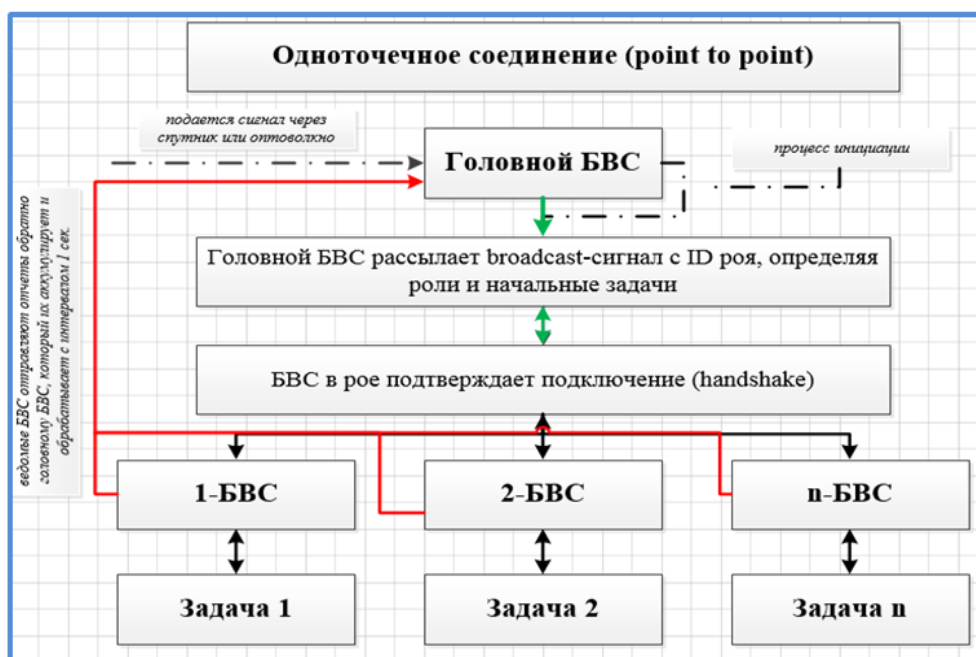 Одноточечное соединение (point to point)
подается сигнал через
спутник или оптоволкно
Головной БВС
процесс инициации
ведомые БВС отправляют отчеты обратно
головному БВС, который их аккумулирует и
обрабатывает с интервалом 1 сек.
Головной БВС рассылает broadcast-сигнал с ID роя, определяя
роли и начальные задачи
БВС в рое подтверждает подключение (handshake)
1-БВС
2-БВС
n-БВС
Задача 1
Задача 2
Задача n